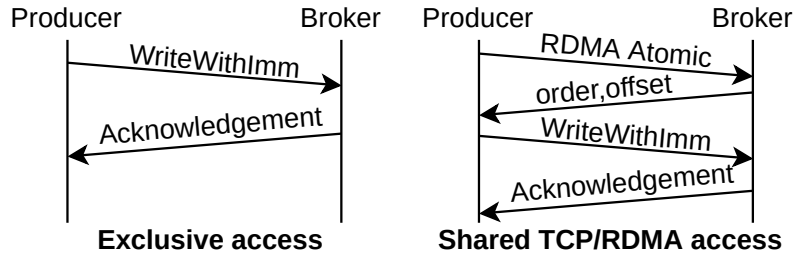 Producer Broker
WriteWithImm
Acknowledgement
Exclusive access
Producer Broker
RDMA Atomic
order,offset
WriteWithImm
Acknowledgement
Shared TCP/RDMA access